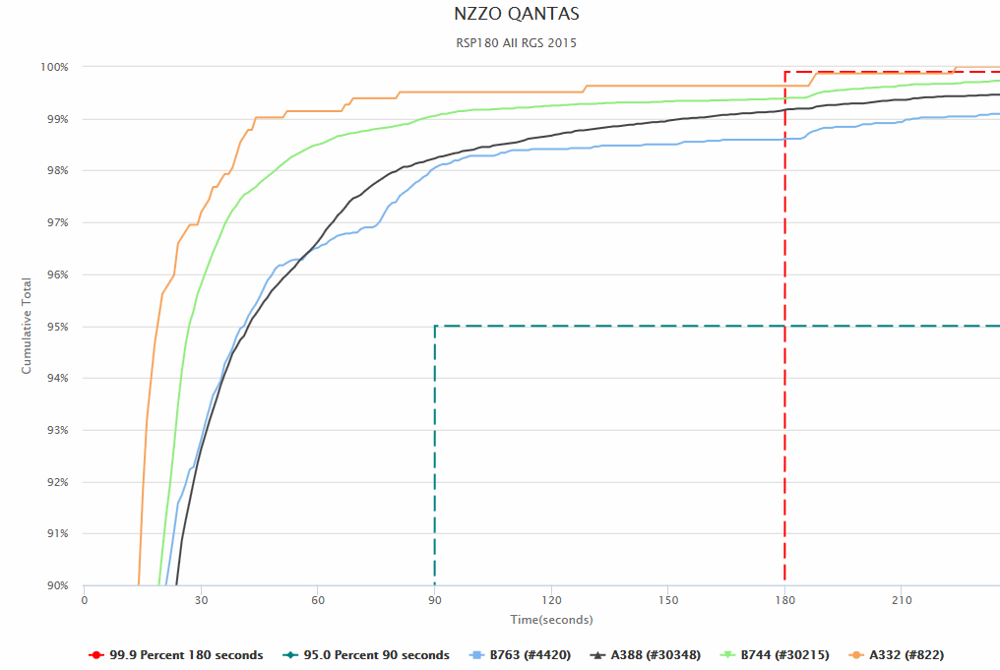 NZZO QANTAS
RSP180 All RGS 2015
100%
99%
98%
97%
96%
95%
94%
93%
92%
91%
90%
Cumulative Total
0 30 60 90 120 150 180 210
Time(seconds)
99.9 Percent 180 seconds 95.0 Percent 90 seconds B763 (#4420) A388 (#30348) B744 (#30215) A332 (#822)